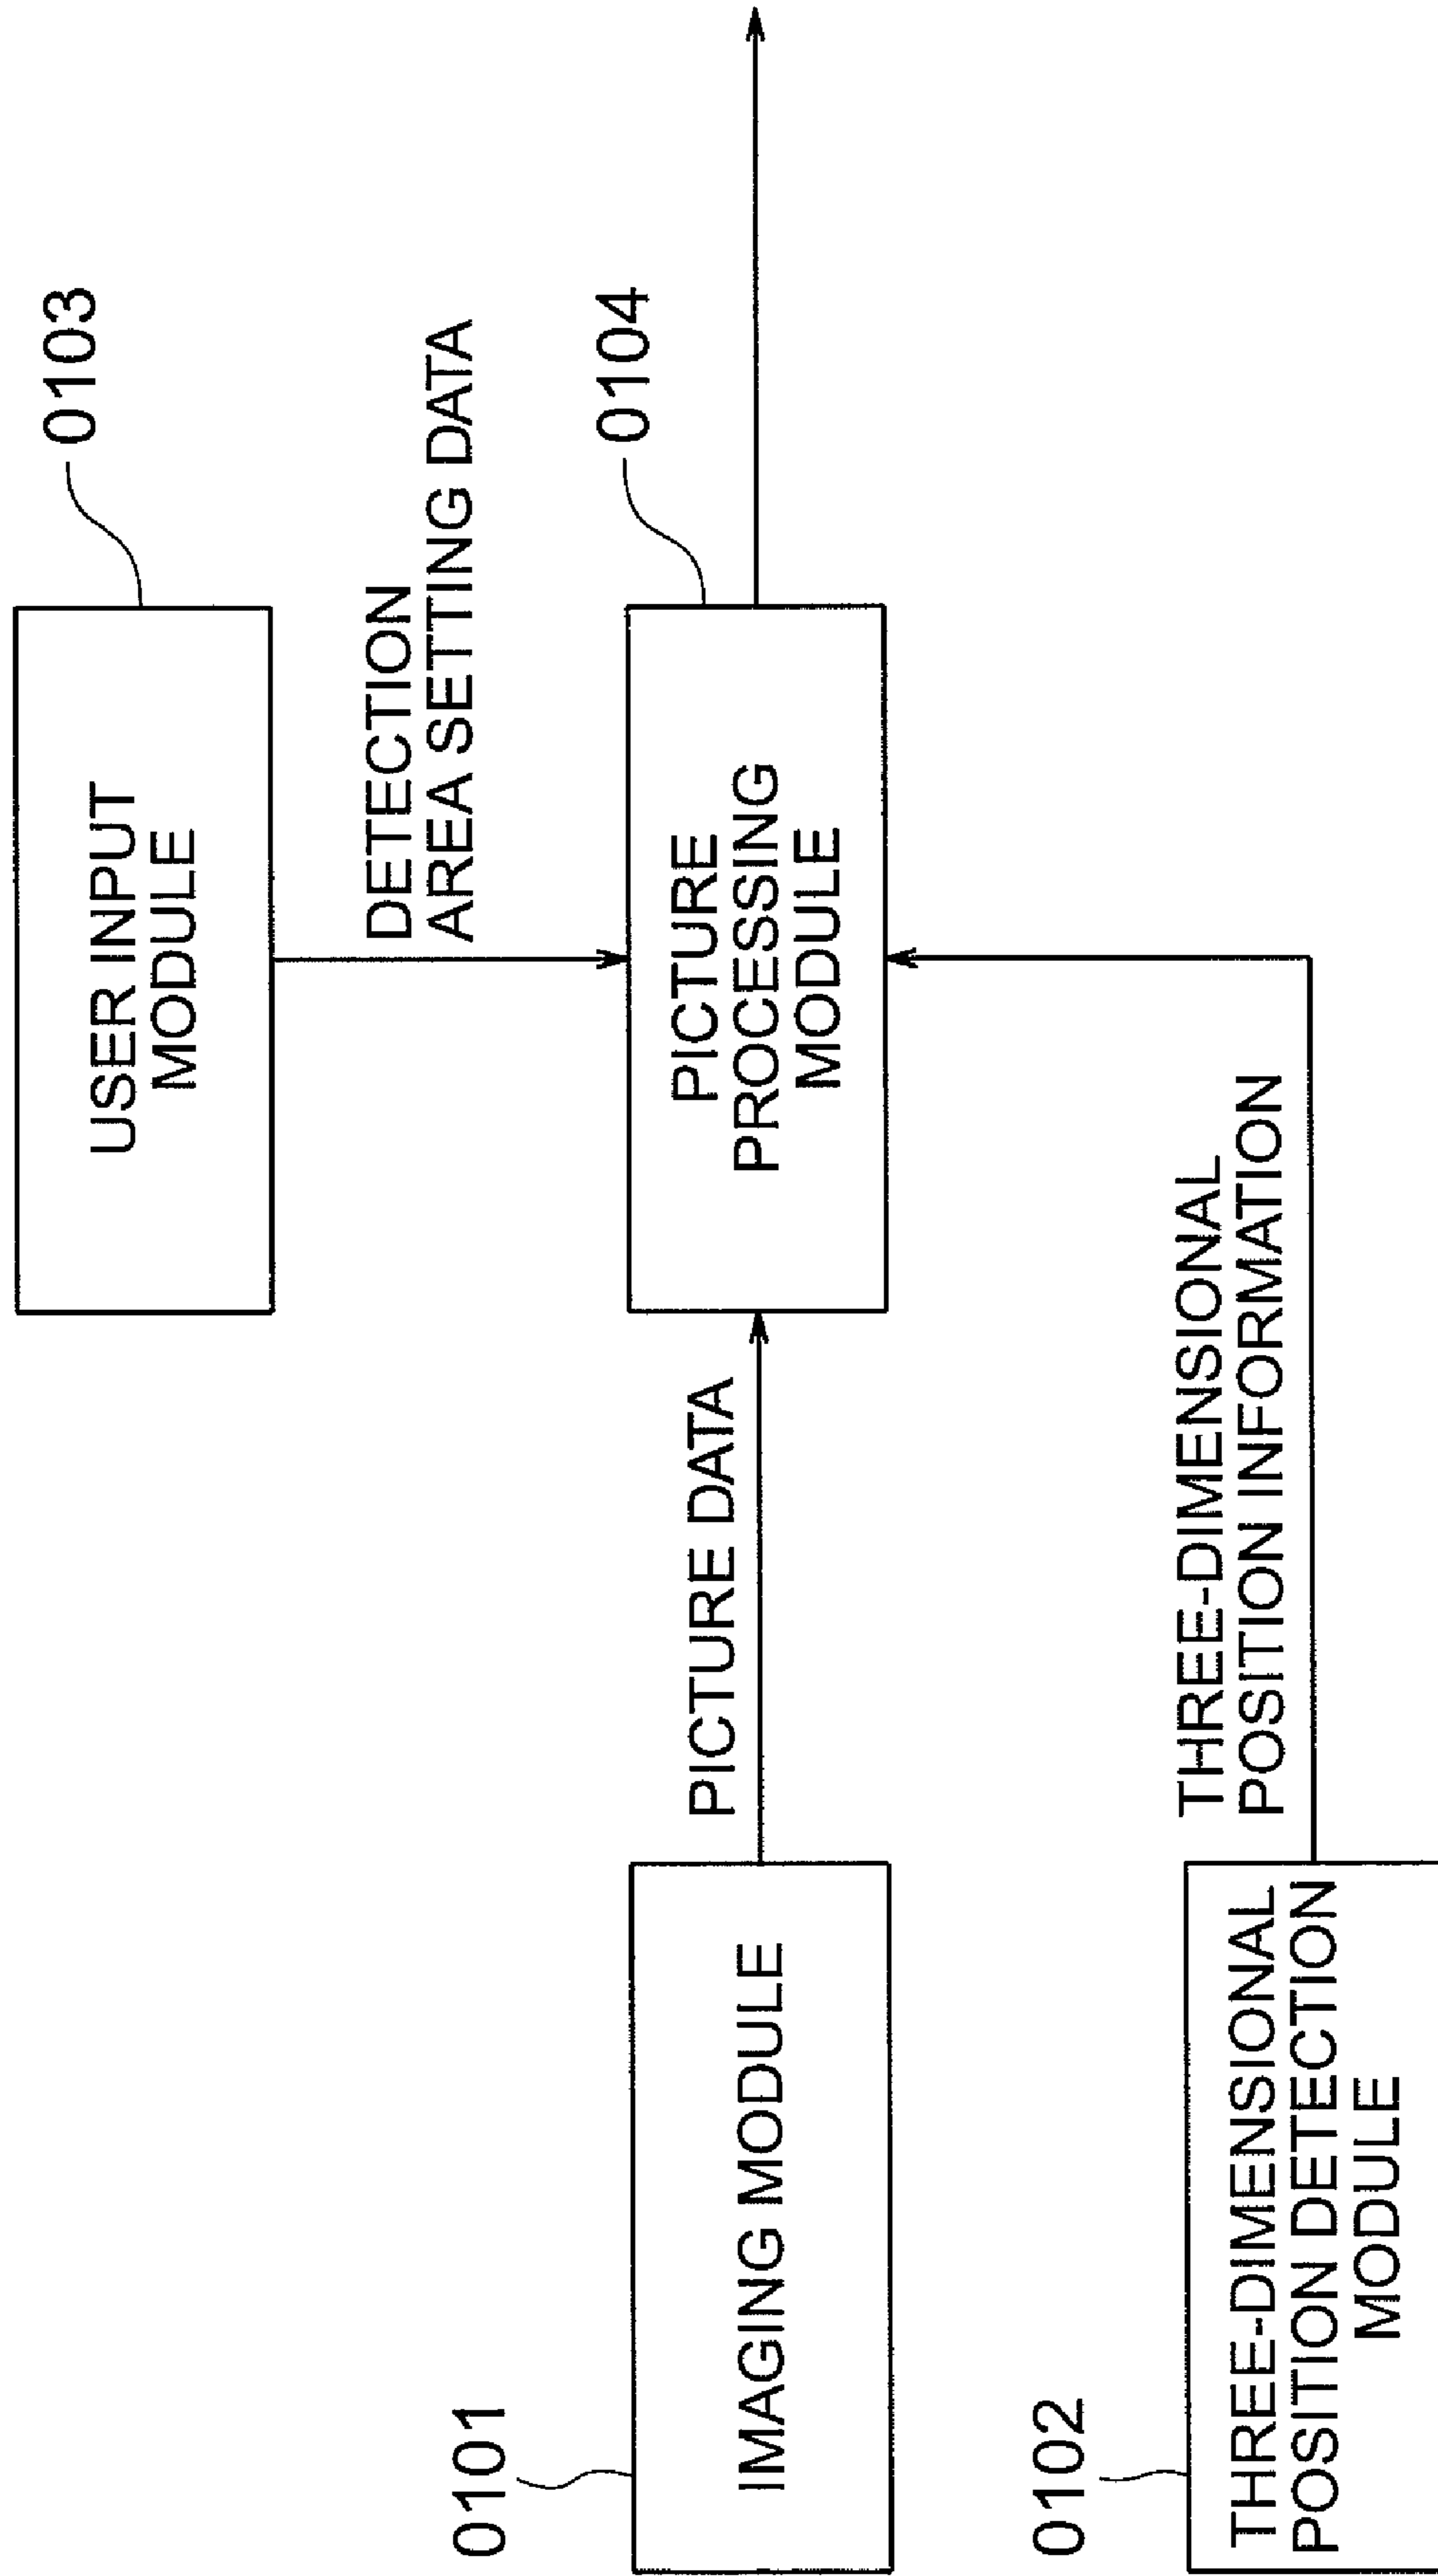 0103
USER INPUT
MODULE
DETECTION
AREA SETTING DATA
0101
IMAGING MODULE
PICTURE DATA
0104
PICTURE
PROCESSING
MODULE
0102
THREE-DIMENSIONAL
POSITION DETECTION
MODULE
THREE-DIMENSIONAL
POSITION INFORMATION